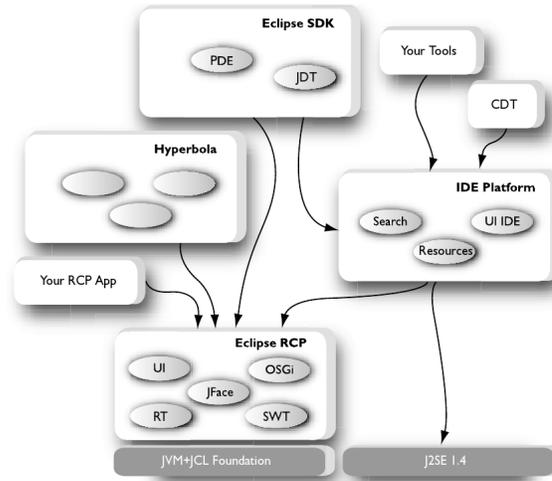 Eclipse SDK
PDE
JDT
Your Tools
CDT
Hyperbola
IDE Platform
Search
UI IDE
Resources
Your RCP App
Eclipse RCP
UI
OSGi
JFace
RT
SWT
JVM+JCL Foundation
J2SE 1.4